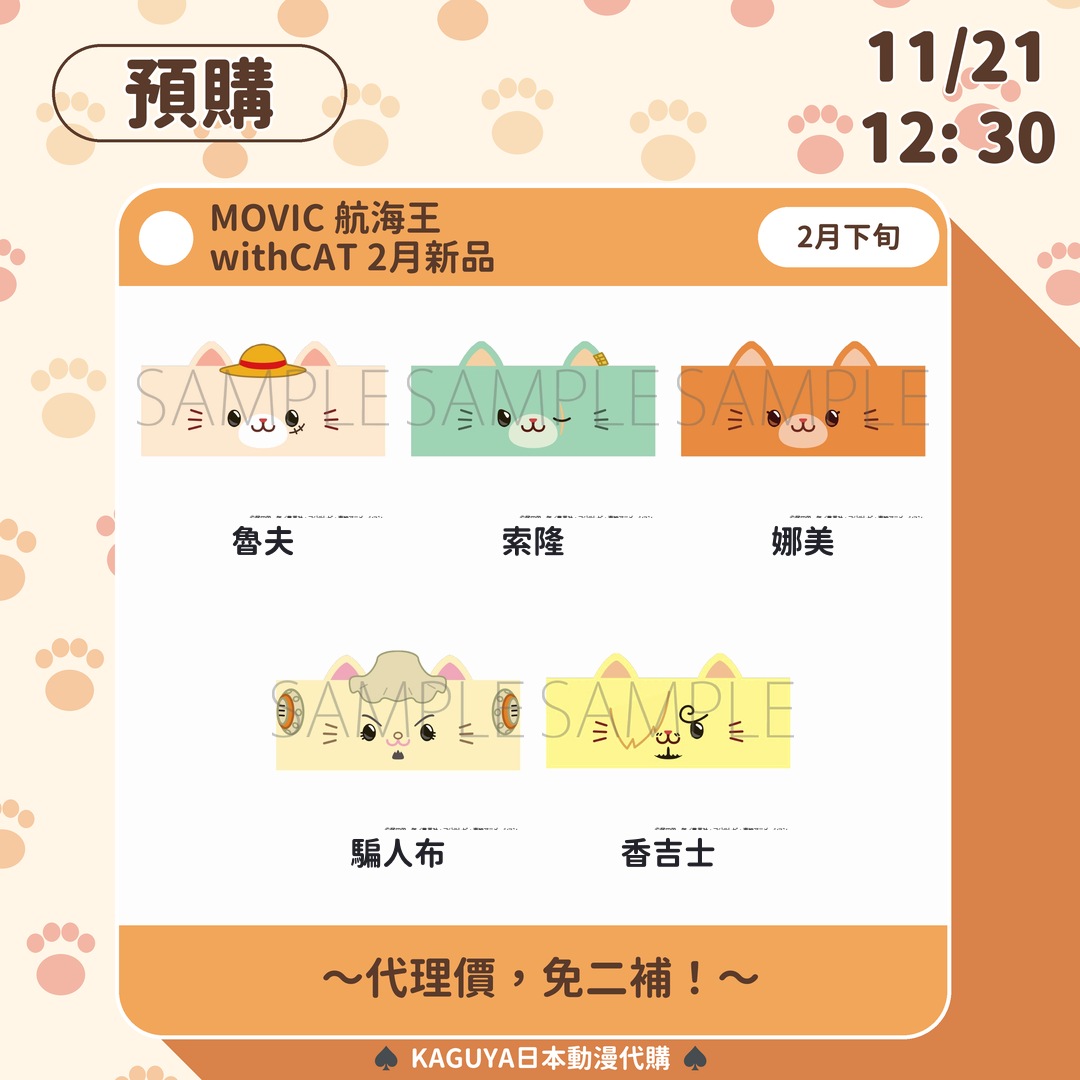 預購
11/21
12: 30
MOVIC 航海王
withCAT 2月新品
2月下旬
SAMPLE SAMPLE SAMPLE
魯夫 索隆 娜美
SAMPLE SAMPLE
騙人布 香吉士
～代理價，免二補！～
♠ KAGUYA日本動漫代購 ♠